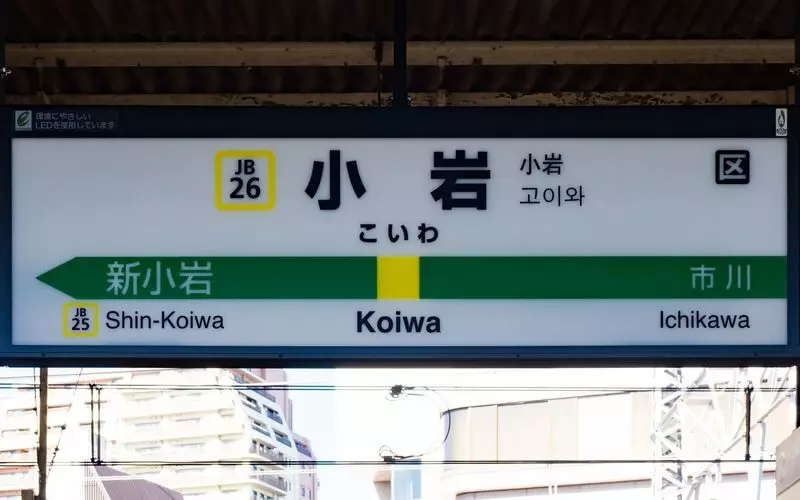 環境にやさしい
LEDを使用しています
JB
26
小岩
小岩
고이와
区
こいわ
新小岩
市川
JB
25
Shin-Koiwa
Koiwa
Ichikawa